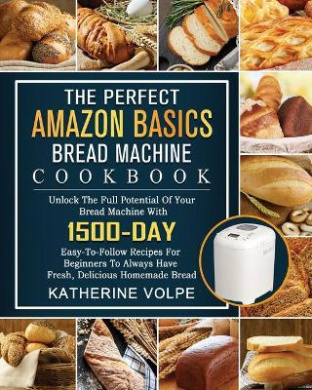 THE PERFECT
AMAZON BASICS
BREAD MACHINE
COOKBOOK
Unlock The Full Potential Of Your
Bread Machine With
1500-DAY
Easy-To-Follow Recipes For
Beginners To Always Have
Fresh, Delicious Homemade Bread
KATHERINE VOLPE